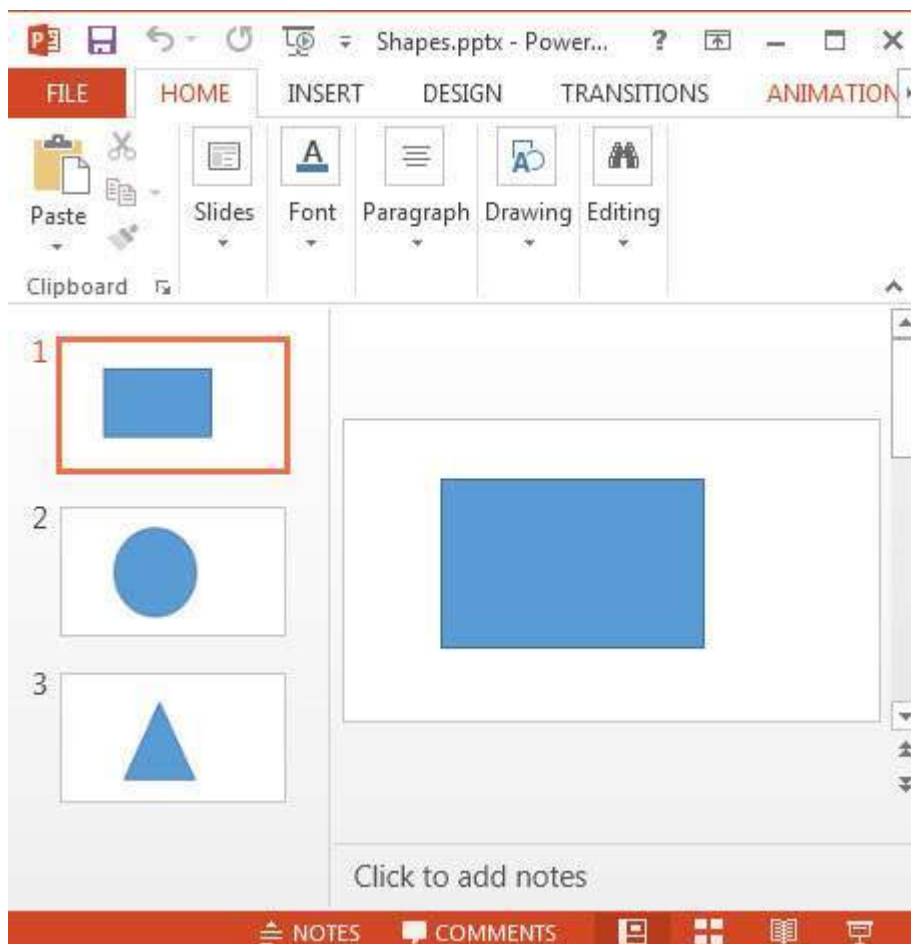 Shapes.pptx - Power... ?
FILE HOME INSERT DESIGN TRANSITIONS ANIMATION
Paste Slides Font Paragraph Drawing Editing
Clipboard
1
2
3
Click to add notes
NOTES COMMENTS